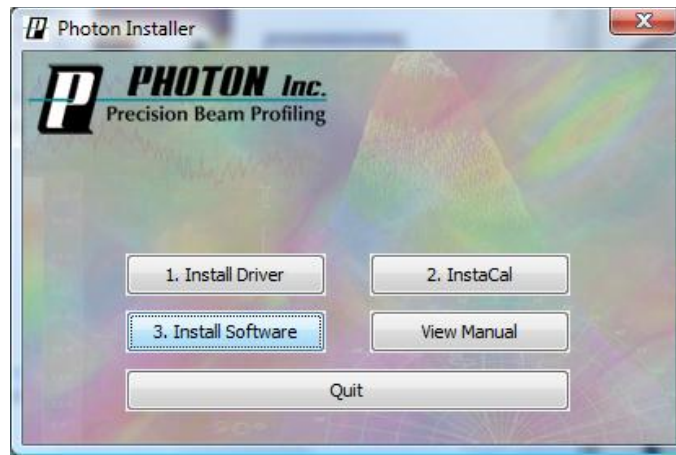 Photon Installer
PHOTON Inc.
Precision Beam Profiling
1. Install Driver
2. InstaCal
3. Install Software
View Manual
Quit